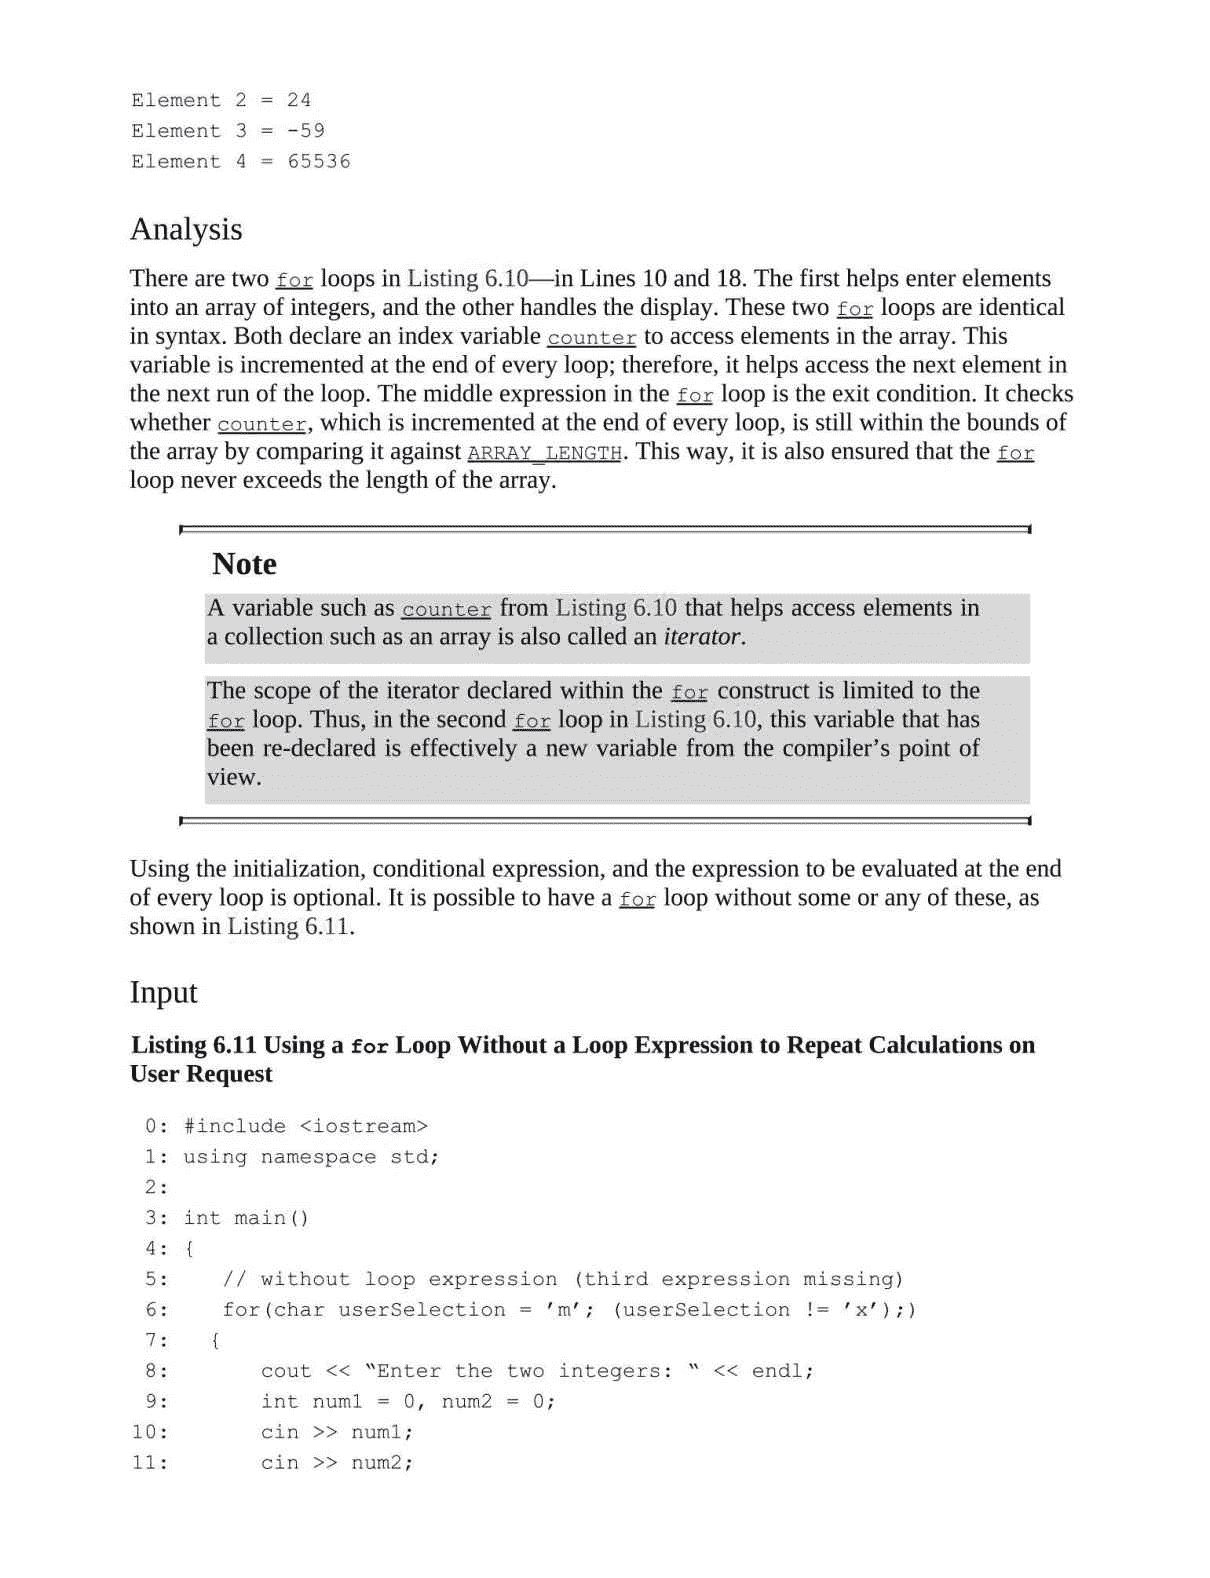 Element 2 = 24
Element 3 = -59
Element 4 = 65536
Analysis
There are two for loops in Listing 6.10—in Lines 10 and 18. The first helps enter elements
into an array of integers, and the other handles the display. These two for loops are identical
in syntax. Both declare an index variable counter to access elements in the array. This
variable is incremented at the end of every loop; therefore, it helps access the next element in
the next run of the loop. The middle expression in the for loop is the exit condition. It checks
whether counter, which is incremented at the end of every loop, is still within the bounds of
the array by comparing it against ARRAY_LENGTH. This way, it is also ensured that the for
loop never exceeds the length of the array.
Note
A variable such as counter from Listing 6.10 that helps access elements in
a collection such as an array is also called an iterator.
The scope of the iterator declared within the for construct is limited to the
for loop. Thus, in the second for loop in Listing 6.10, this variable that has
been re-declared is effectively a new variable from the compiler’s point of
view.
Using the initialization, conditional expression, and the expression to be evaluated at the end
of every loop is optional. It is possible to have a for loop without some or any of these, as
shown in Listing 6.11.
Input
Listing 6.11 Using a for Loop Without a Loop Expression to Repeat Calculations on
User Request
0: #include <iostream>
1: using namespace std;
2:
3: int main()
4: {
5:    // without loop expression (third expression missing)
6:    for(char userSelection = ’m’; (userSelection != ’x’);)
7:   {
8:       cout << “Enter the two integers: “ << endl;
9:       int num1 = 0, num2 = 0;
10:       cin >> num1;
11:       cin >> num2;